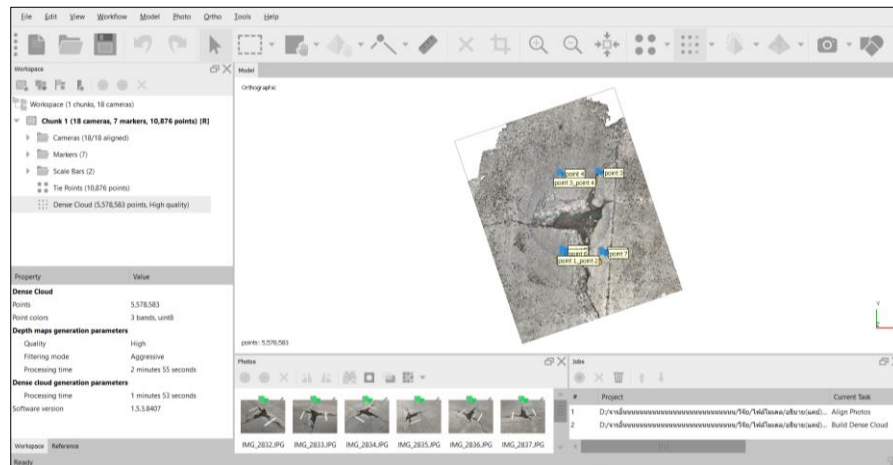 File Edit View Workflow Model Photo Ortho Tools Help
Workspace
Workspace (1 chunks, 18 cameras)
Chunk 1 (18 cameras, 7 markers, 10,876 points) [R]
Cameras (18/18 aligned)
Markers (7)
Scale Bars (2)
Tie Points (10,876 points)
Dense Cloud (5,578,583 points, High quality)
Property Value
Dense Cloud
Points 5,578,583
Point colors 3 bands, uint8
Depth maps generation parameters
Quality High
Filtering mode Aggressive
Processing time 2 minutes 55 seconds
Dense cloud generation parameters
Processing time 1 minutes 53 seconds
Software version 1.5.3.8407
Workspace Reference
Ready
Model
Orthographic
point 4
point 3
point 3_point 4
point 7
point 1_point 2
points: 5,578,583
Y
Photos
IMG_2832.JPG IMG_2833.JPG IMG_2834.JPG IMG_2835.JPG IMG_2836.JPG IMG_2837.JPG
Jobs
# Project Current Task
1 Align Photos
2 Build Dense Cloud